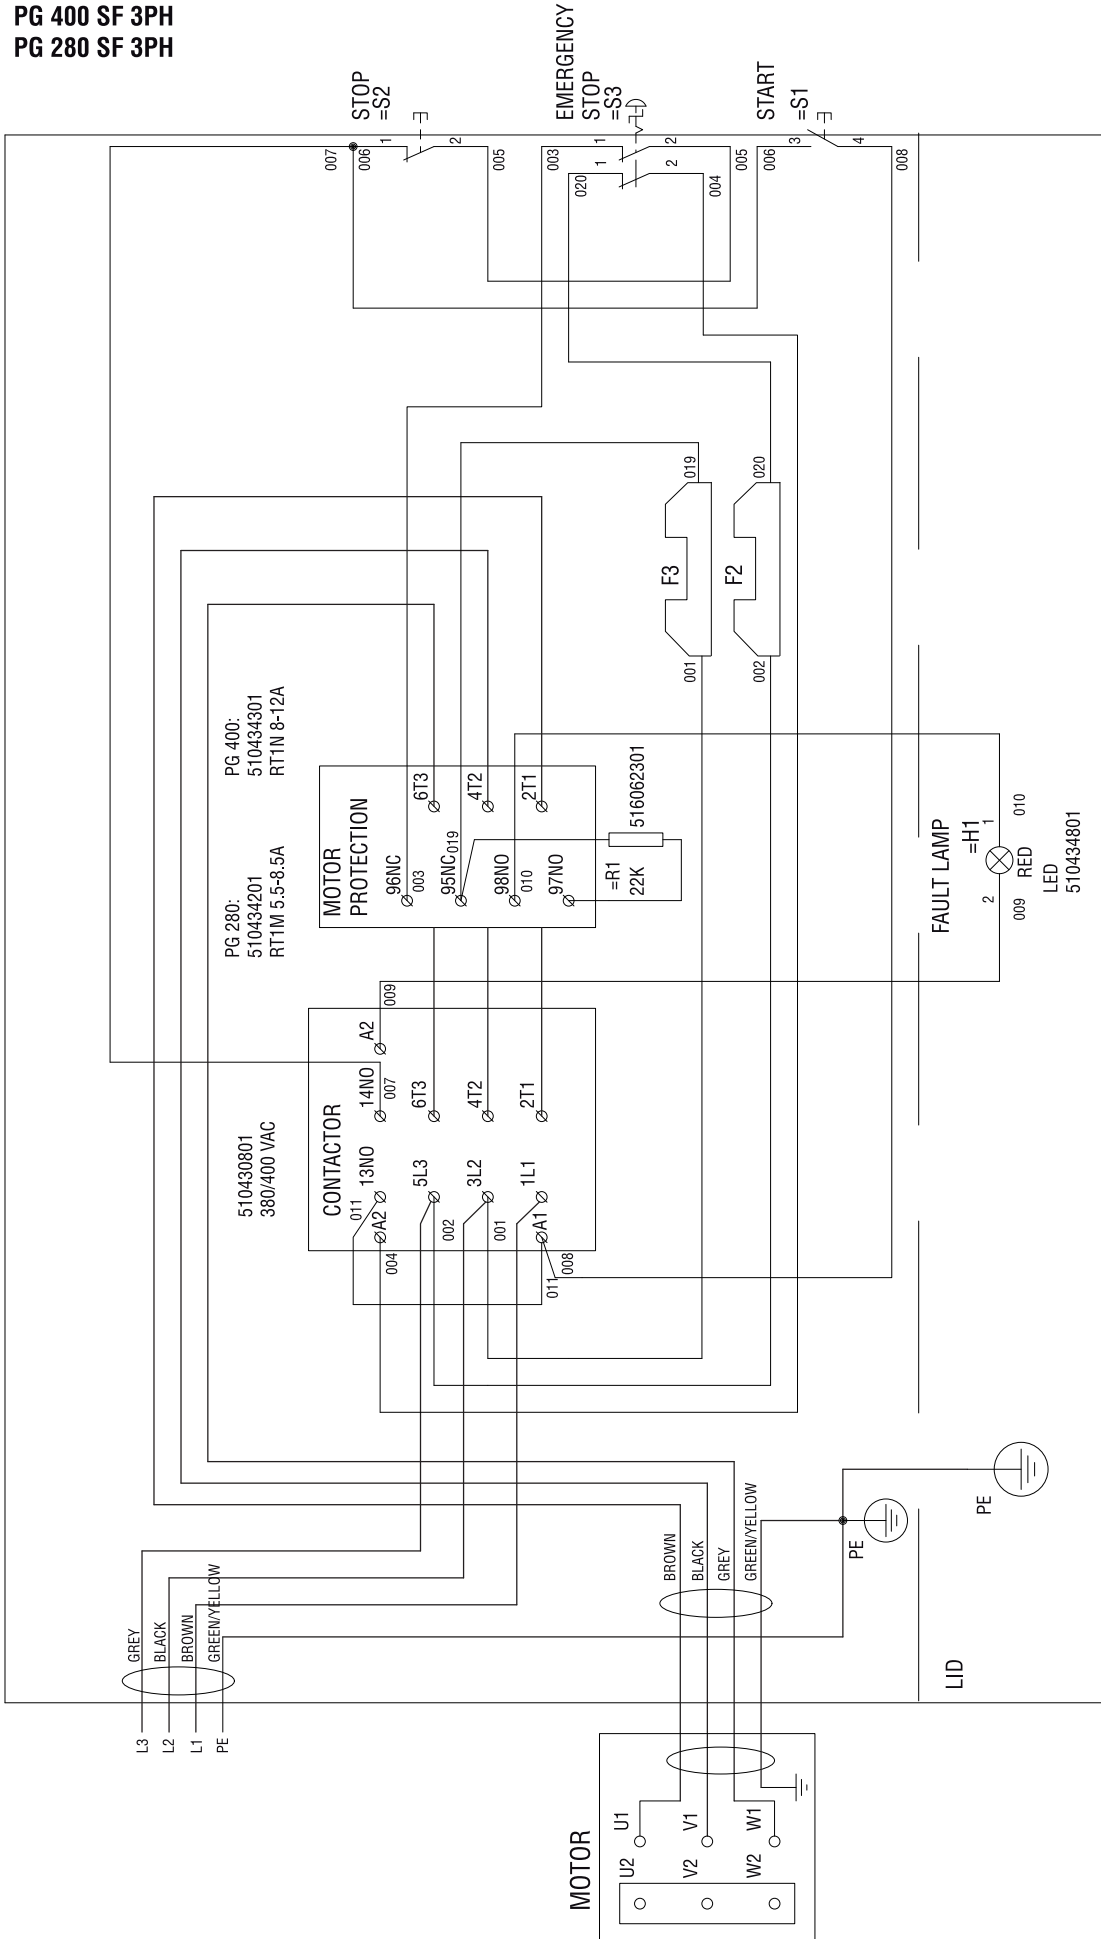 PG 400 SF 3PH
PG 280 SF 3PH
STOP
=S2
EMERGENCY
STOP
=S3
START
=S1
1
2
1
2
1
2
3
4
007
006
005
003
020
004
005
006
008
019
020
F3
F2
001
002
PG 400:
510434301
RT1N 8-12A
PG 280:
510434201
RT1M 5.5-8.5A
MOTOR
PROTECTION
6T3
4T2
2T1
96NC
003
95NC
019
98NO
010
97NO
=R1
22K
516062301
FAULT LAMP
=H1
1
2
010
009
RED
LED
510434801
510430801
380/400 VAC
CONTACTOR
A2
009
14NO
007
6T3
4T2
2T1
13NO
011
5L3
3L2
1L1
A2
004
002
001
A1
011
008
PE
PE
BROWN
BLACK
GREY
GREEN/YELLOW
GREY
BLACK
BROWN
GREEN/YELLOW
L3
L2
L1
PE
LID
MOTOR
U1
V1
W1
U2
V2
W2